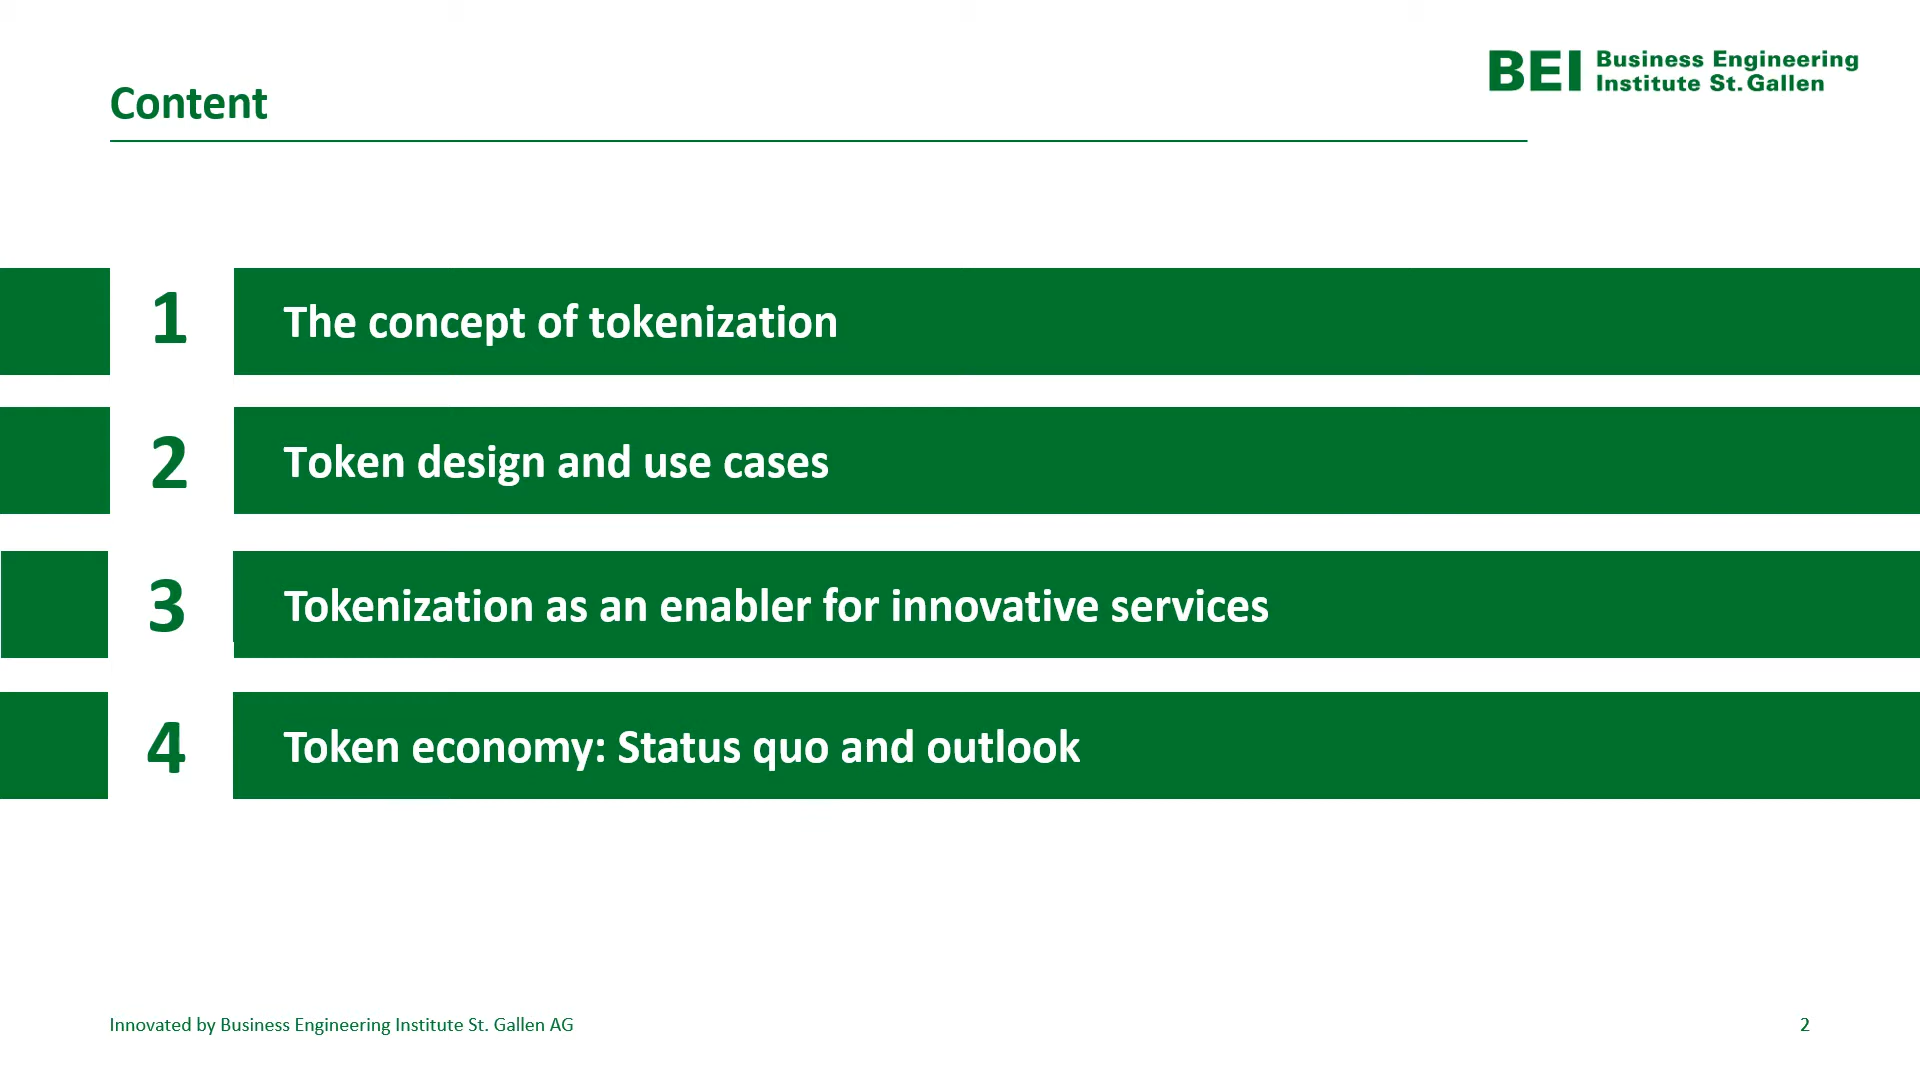 Content
BEI Business Engineering
Institute St. Gallen
1 The concept of tokenization
2 Token design and use cases
3 Tokenization as an enabler for innovative services
4 Token economy: Status quo and outlook
Innovated by Business Engineering Institute St. Gallen AG 2